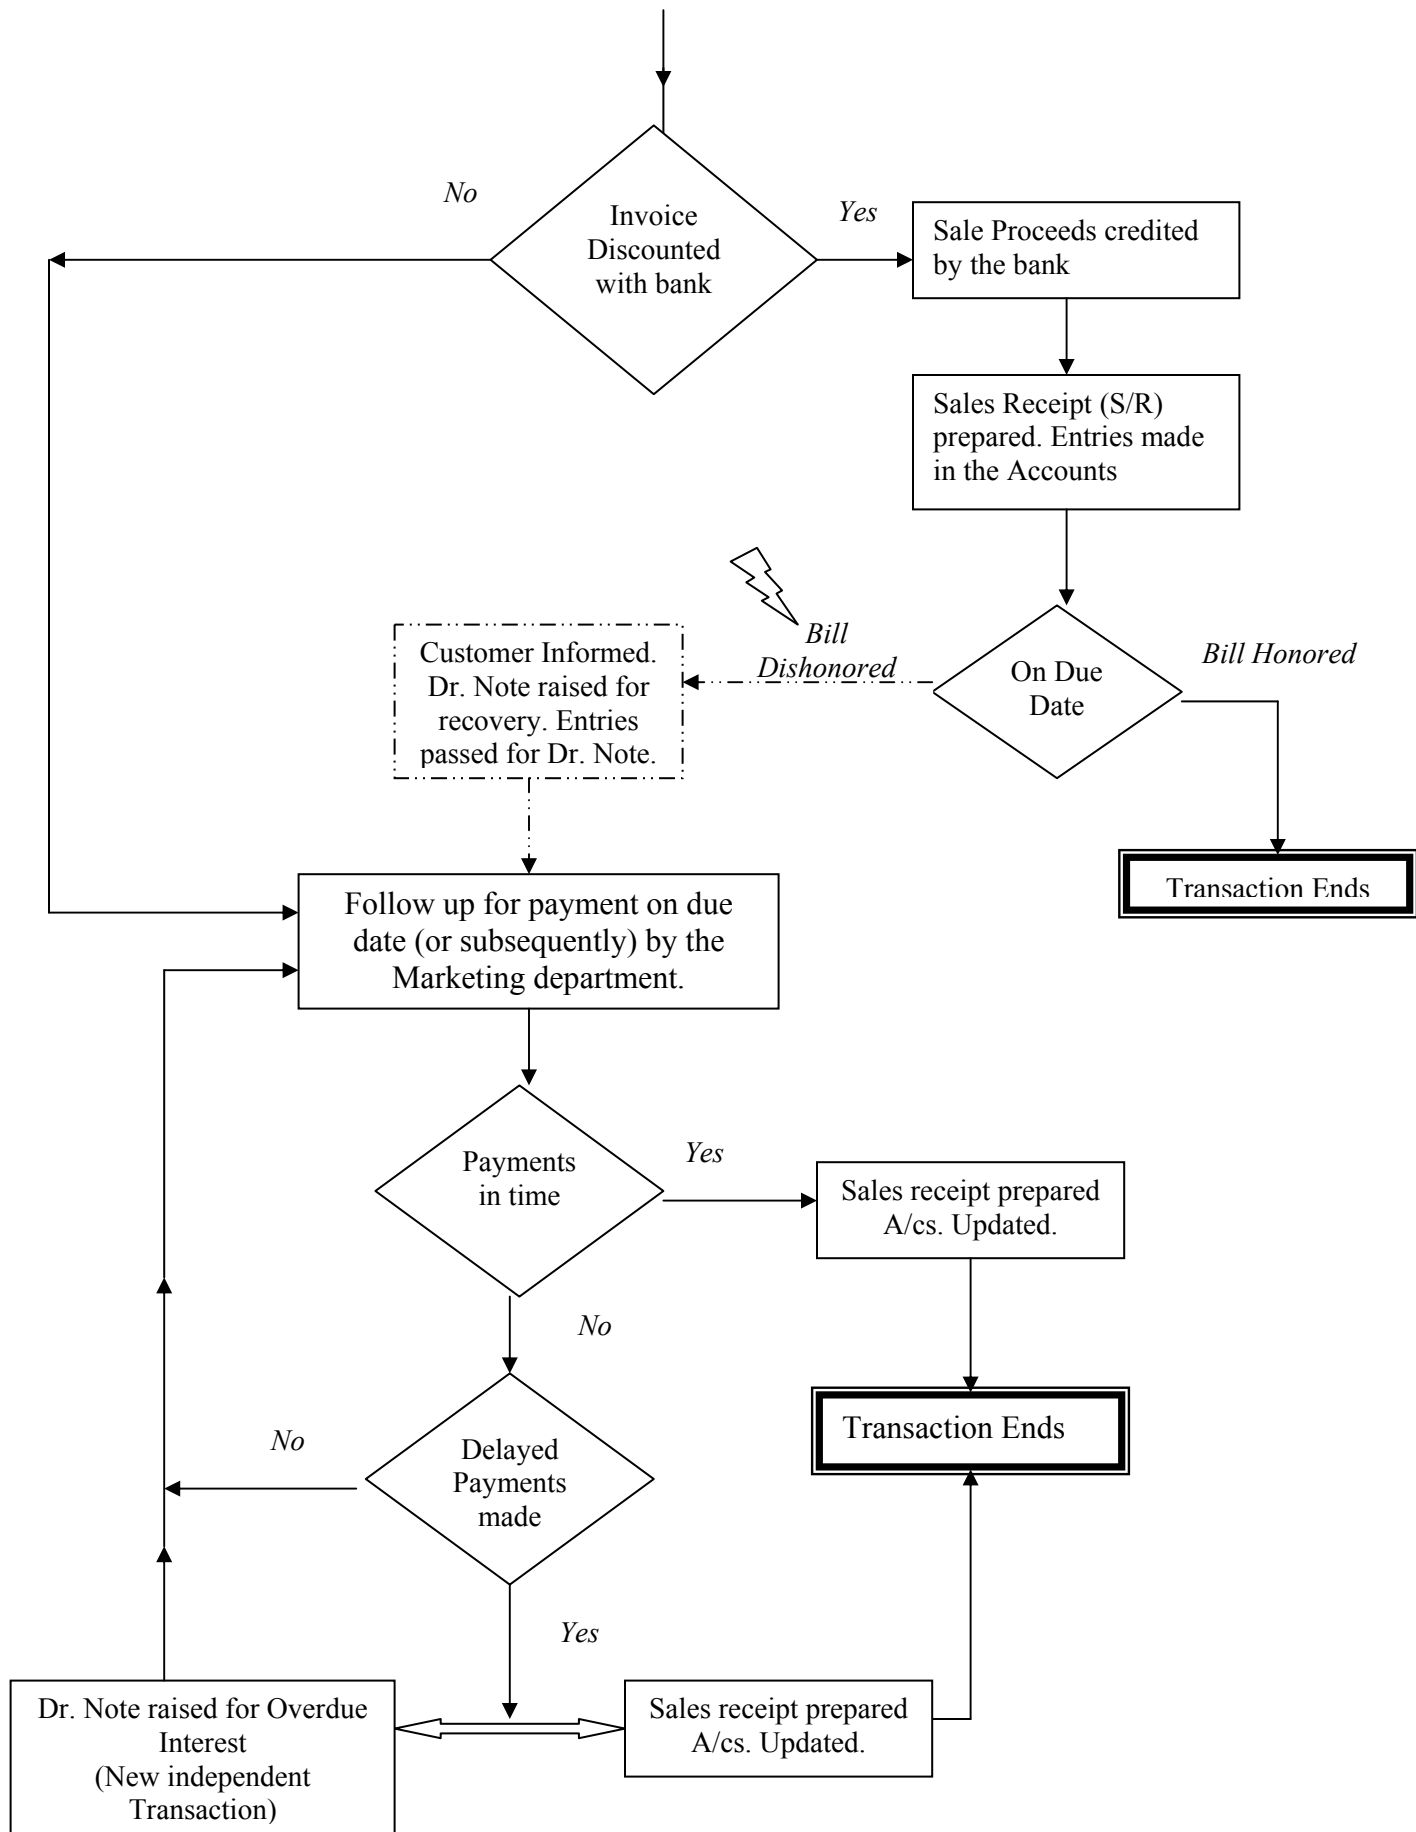 No
Invoice
Discounted
with bank
Yes
Sale Proceeds credited
by the bank
Sales Receipt (S/R)
prepared. Entries made
in the Accounts
Bill
Dishonored
On Due
Date
Bill Honored
Customer Informed.
Dr. Note raised for
recovery. Entries
passed for Dr. Note.
Transaction Ends
Follow up for payment on due
date (or subsequently) by the
Marketing department.
Payments
in time
Yes
Sales receipt prepared
A/cs. Updated.
No
Transaction Ends
No
Delayed
Payments
made
Yes
Dr. Note raised for Overdue
Interest
(New independent
Transaction)
Sales receipt prepared
A/cs. Updated.